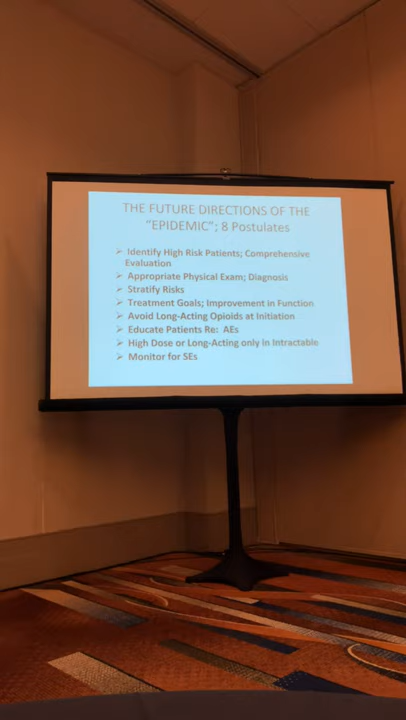 THE FUTURE DIRECTIONS OF THE
"EPIDEMIC"; 8 Postulates
➢ Identify High Risk Patients; Comprehensive
Evaluation
➢ Appropriate Physical Exam; Diagnosis
➢ Stratify Risks
➢ Treatment Goals; Improvement in Function
➢ Avoid Long-Acting Opioids at Initiation
➢ Educate Patients Re: AEs
➢ High Dose or Long-Acting only in Intractable
➢ Monitor for SEs